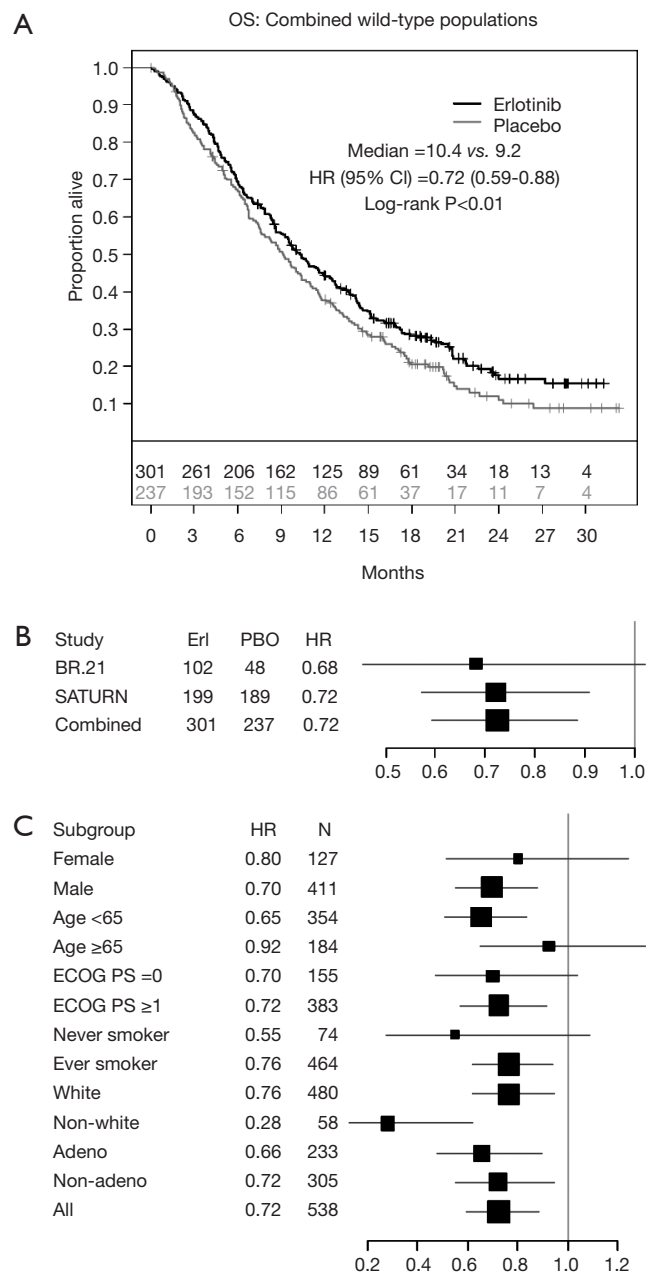 A
OS: Combined wild-type populations
1.0
0.9
0.8
0.7
0.6
0.5
0.4
0.3
0.2
0.1
Proportion alive
Erlotinib
Placebo
Median =10.4 vs. 9.2
HR (95% CI) =0.72 (0.59-0.88)
Log-rank P<0.01
301 261 206 162 125 89 61 34 18 13 4
237 193 152 115 86 61 37 17 11 7 4
0 3 6 9 12 15 18 21 24 27 30
Months
B
Study Erl PBO HR
BR.21 102 48 0.68
SATURN 199 189 0.72
Combined 301 237 0.72
0.5 0.6 0.7 0.8 0.9 1.0
C
Subgroup HR N
Female 0.80 127
Male 0.70 411
Age <65 0.65 354
Age ≥65 0.92 184
ECOG PS =0 0.70 155
ECOG PS ≥1 0.72 383
Never smoker 0.55 74
Ever smoker 0.76 464
White 0.76 480
Non-white 0.28 58
Adeno 0.66 233
Non-adeno 0.72 305
All 0.72 538
0.2 0.4 0.6 0.8 1.0 1.2